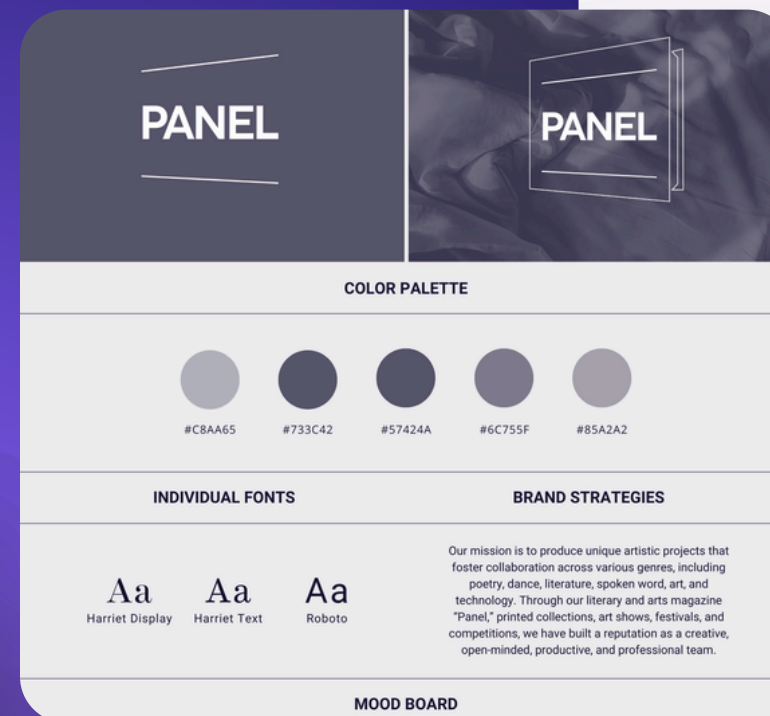 PANEL
PANEL
COLOR PALETTE
#C8AA65
#733C42
#57424A
#6C755F
#85A2A2
INDIVIDUAL FONTS
BRAND STRATEGIES
Aa
Aa
Aa
Harriet Display
Harriet Text
Roboto
Our mission is to produce unique artistic projects that
foster collaboration across various genres, including
poetry, dance, literature, spoken word, art, and
technology. Through our literary and arts magazine
“Panel,” printed collections, art shows, festivals, and
competitions, we have built a reputation as a creative,
open-minded, productive, and professional team.
MOOD BOARD